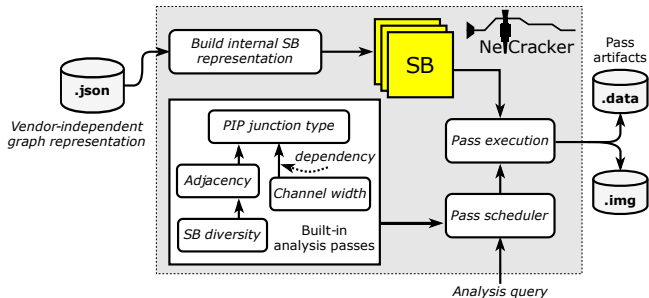 Build internal SB
representation
SB
NetCracker
Pass
artifacts
.json
.data
Vendor-independent
graph representation
PIP junction type
Pass execution
dependency
Adjacency
Channel width
.img
SB diversity
Built-in
analysis passes
Pass scheduler
Analysis query